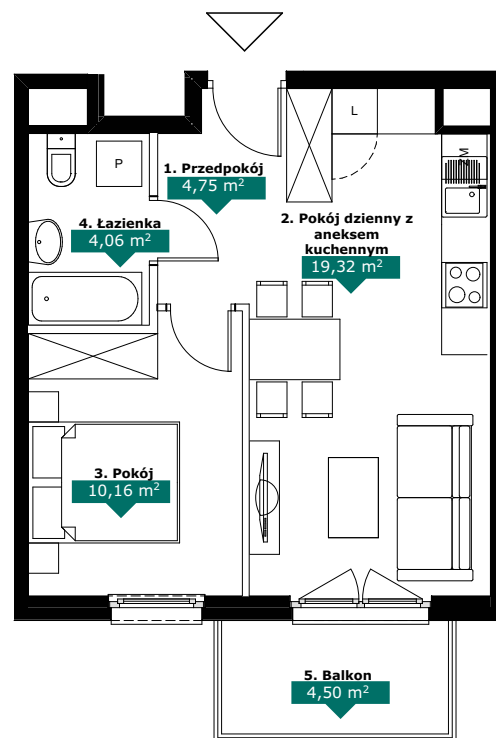 L
ZM
P
1. Przedpokój
4,75 m²
2. Pokój dzienny z
aneksem
kuchennym
19,32 m²
4. Łazienka
4,06 m²
3. Pokój
10,16 m²
5. Balkon
4,50 m²